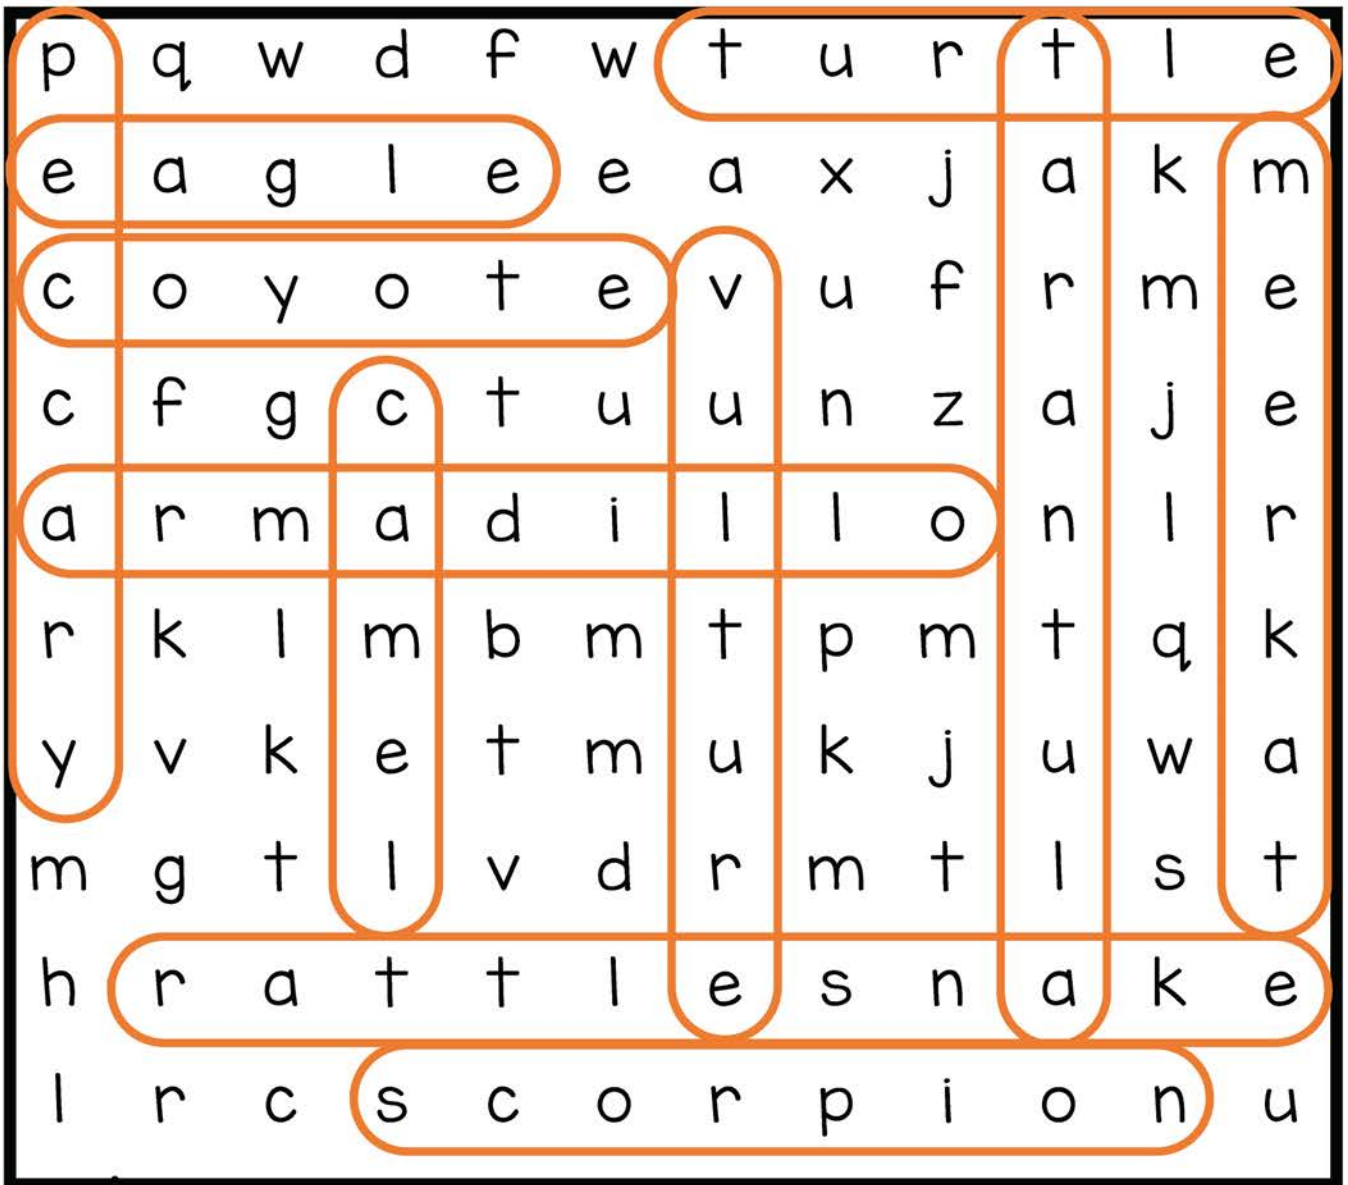 p q w d f w t u r t l e
e a g l e e a x j a k m
c o y o t e v u f r m e
c f g c t u u n z a j e
a r m a d i l l o n l r
r k l m b m t p m t q k
y v k e t m u k j u w a
m g t l v d r m t l s t
h r a t t l e s n a k e
l r c s c o r p i o n u